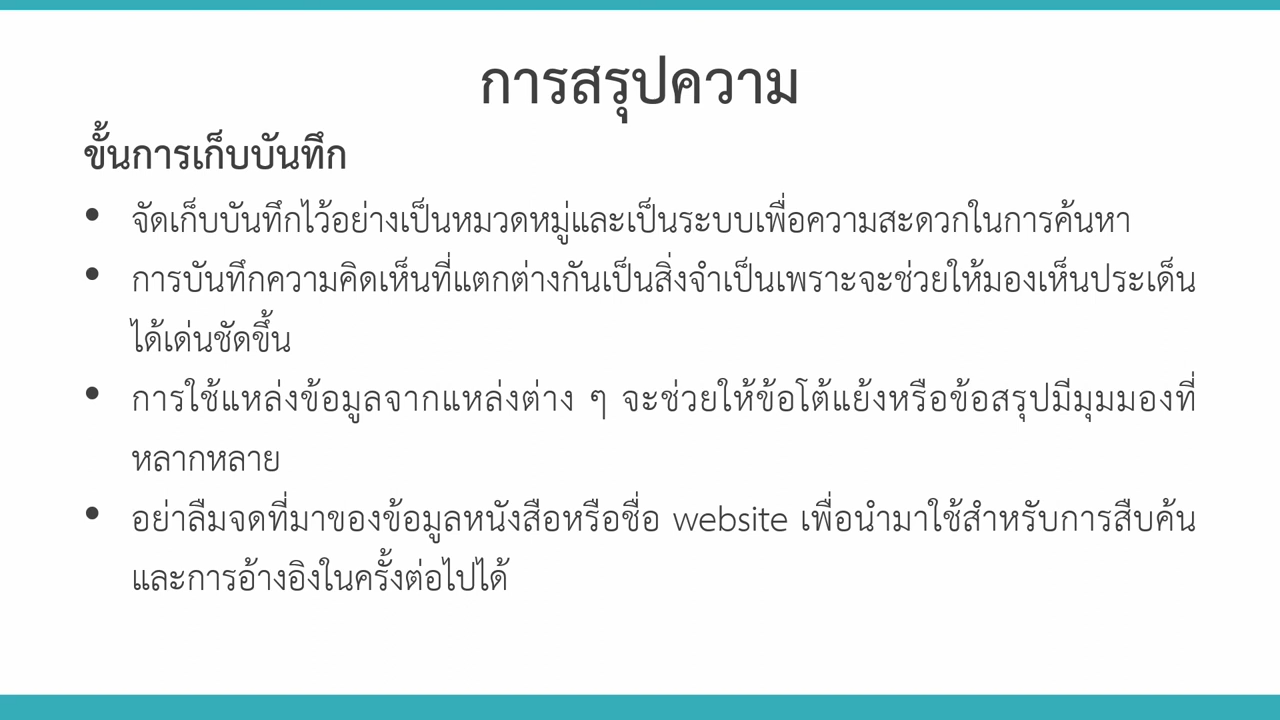 การสรุปความ
ขั้นการเก็บบันทึก
• จัดเก็บบันทึกไว้อย่างเป็นหมวดหมู่และเป็นระบบเพื่อความสะดวกในการค้นหา
• การบันทึกความคิดเห็นที่แตกต่างกันเป็นสิ่งจำเป็นเพราะจะช่วยให้มองเห็นประเด็น
ได้เด่นชัดขึ้น
• การใช้แหล่งข้อมูลจากแหล่งต่าง ๆ จะช่วยให้ข้อโต้แย้งหรือข้อสรุปมีมุมมองที่
หลากหลาย
• อย่าลืมจดที่มาของข้อมูลหนังสือหรือชื่อ website เพื่อนำมาใช้สำหรับการสืบค้น
และการอ้างอิงในครั้งต่อไปได้